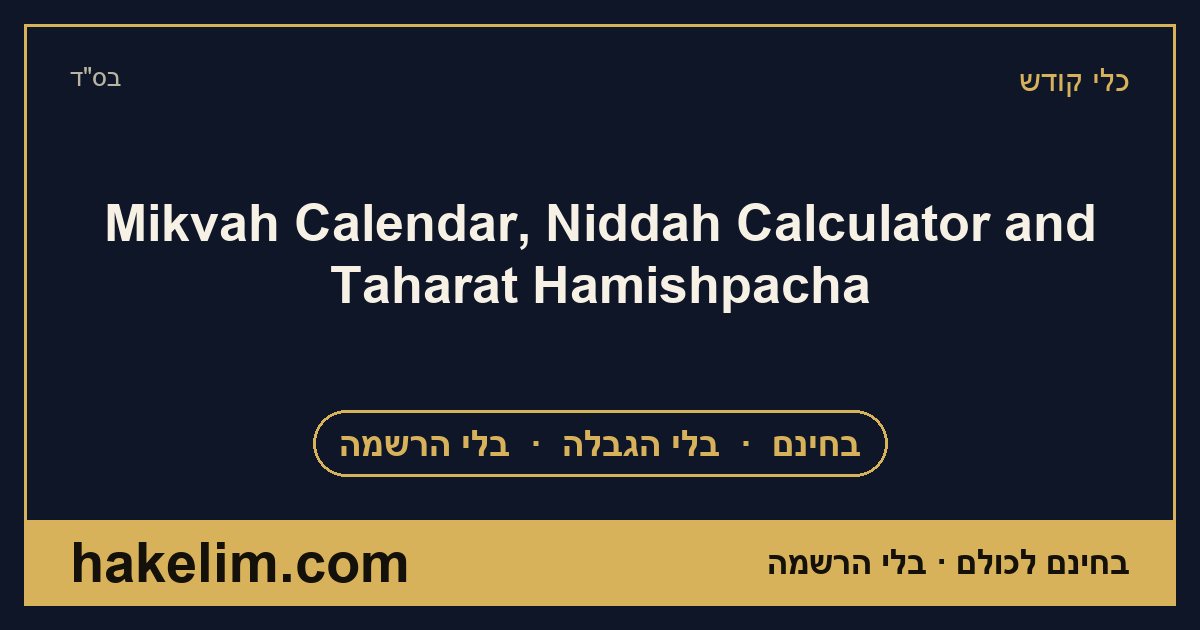 בס"ד
כלי קודש
Mikvah Calendar, Niddah Calculator and
Taharat Hamishpacha
בחינם · בלי הגבלה · בלי הרשמה
hakelim.com
בחינם לכולם · בלי הרשמה